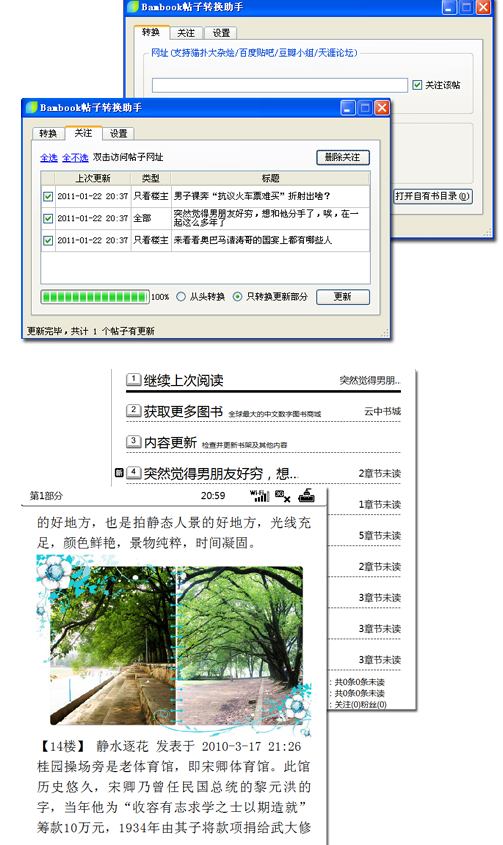 Bambook帖子转换助手
转换 关注 设置
网址(支持猫扑大杂烩/百度贴吧/豆瓣小组/天涯论坛)
关注该帖
打开自有书目录(O)
Bambook帖子转换助手
转换 关注 设置
全选 全不选 双击访问帖子网址 删除关注
上次更新 类型 标题
2011-01-22 20:37 只看楼主 男子裸奔“抗议火车票难买”折射出啥?
2011-01-22 20:37 全部 突然觉得男朋友好穷,想和他分手了,唉,在一
起这么多年了
2011-01-22 20:37 只看楼主 来看看奥巴马请涛哥的国宴上都有哪些人
100% 从头转换 只转换更新部分 更新
更新完毕,共计 1 个帖子有更新
1 继续上次阅读 突然觉得男朋...
2 获取更多图书 全球最大的中文数字图书商城 云中书城
3 内容更新 检查并更新书架及其他内容
4 突然觉得男朋友好穷,想... 2章节未读
1章节未读
5章节未读
2章节未读
3章节未读
3章节未读
3章节未读
:共0条0条未读
:共0条0条未读
:关注(0)粉丝(0)
第1部分 20:59 Wi-Fi 3G
的好地方,也是拍静态人景的好地方,光线充
足,颜色鲜艳,景物纯粹,时间凝固。
【14楼】 静水逐花 发表于 2010-3-17 21:26
桂园操场旁是老体育馆,即宋卿体育馆。此馆
历史悠久,宋卿乃曾任民国总统的黎元洪的
字,当年他为“收容有志求学之士以期造就”
筹款10万元,1934年由其子将款项捐给武大修